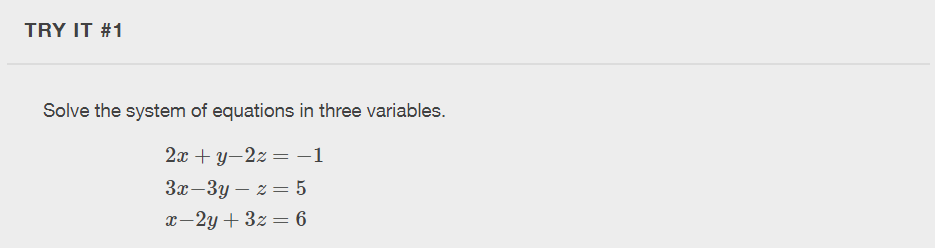 TRY IT #1
Solve the system of equations in three variables.
2x + y−2z = −1
3x−3y − z = 5
x−2y + 3z = 6